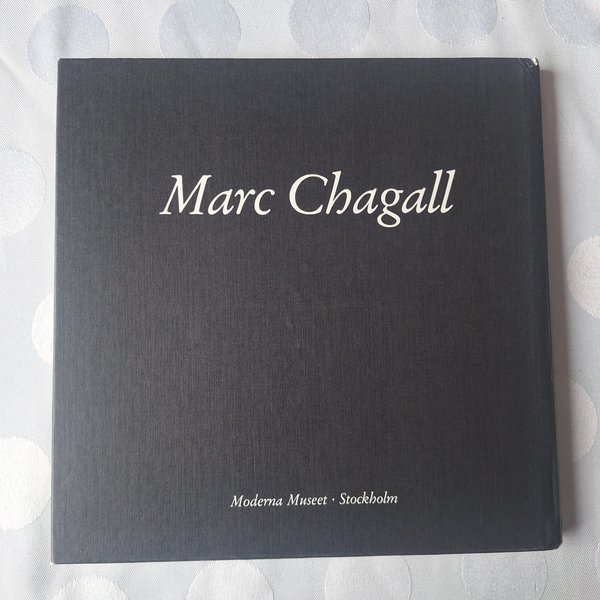 Marc Chagall
Moderna Museet · Stockholm